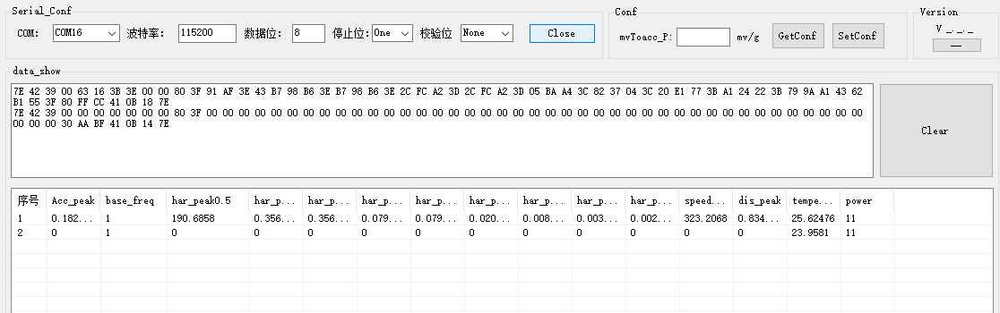 Serial_Conf
COM: COM16 波特率: 115200 数据位: 8 停止位: One 校验位 None Close
Conf
mvToacc_P: mv/g GetConf SetConf
Version
V _._._
——
data_show
7E 42 39 00 63 16 3B 3E 00 00 80 3F 91 AF 3E 43 B7 98 B6 3E B7 98 B6 3E 2C FC A2 3D 2C FC A2 3D 05 BA A4 3C 82 37 04 3C 20 E1 77 3B A1 24 22 3B 79 9A A1 43 62
B1 55 3F 80 FF CC 41 0B 18 7E
7E 42 39 00 00 00 00 00 00 00 80 3F 00 00 00 00 00 00 00 00 00 00 00 00 00 00 00 00 00 00 00 00 00 00 00 00 00 00 00 00 00 00 00 00 00 00 00 00 00 00 00 00 00
00 00 00 30 AA BF 41 0B 14 7E
Clear
序号 Acc_peak base_freq har_peak0.5 har_p... har_p... har_p... har_p... har_p... har_p... har_p... har_p... speed... dis_peak tempe... power
1 0.182... 1 190.6858 0.356... 0.356... 0.079... 0.079... 0.020... 0.008... 0.003... 0.002... 323.2068 0.834... 25.62476 11
2 0 1 0 0 0 0 0 0 0 0 0 0 0 23.9581 11